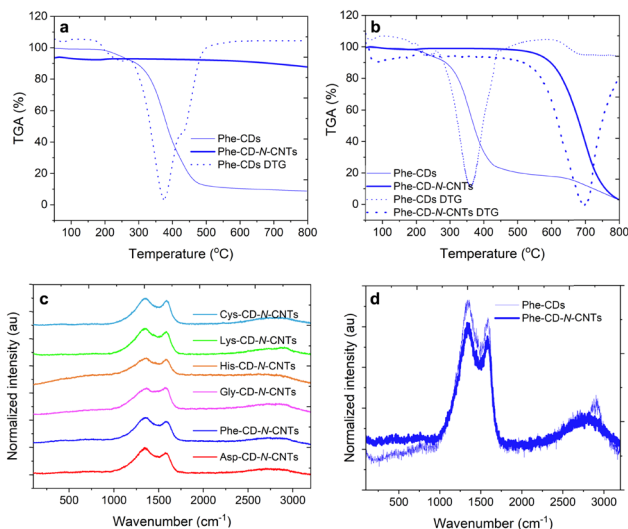 a
120
100
80
60
40
20
0
TGA (%)
Phe-CDs
Phe-CD-N-CNTs
Phe-CDs DTG
100 200 300 400 500 600 700 800
Temperature (°C)
b
120
100
80
60
40
20
0
TGA (%)
Phe-CDs
Phe-CD-N-CNTs
Phe-CDs DTG
Phe-CD-N-CNTs DTG
100 200 300 400 500 600 700 800
Temperature (°C)
c
Normalized intensity (au)
Cys-CD-N-CNTs
Lys-CD-N-CNTs
His-CD-N-CNTs
Gly-CD-N-CNTs
Phe-CD-N-CNTs
Asp-CD-N-CNTs
500 1000 1500 2000 2500 3000
Wavenumber (cm-1)
d
Normalized intensity (au)
Phe-CDs
Phe-CD-N-CNTs
500 1000 1500 2000 2500 3000
Wavenumber (cm-1)